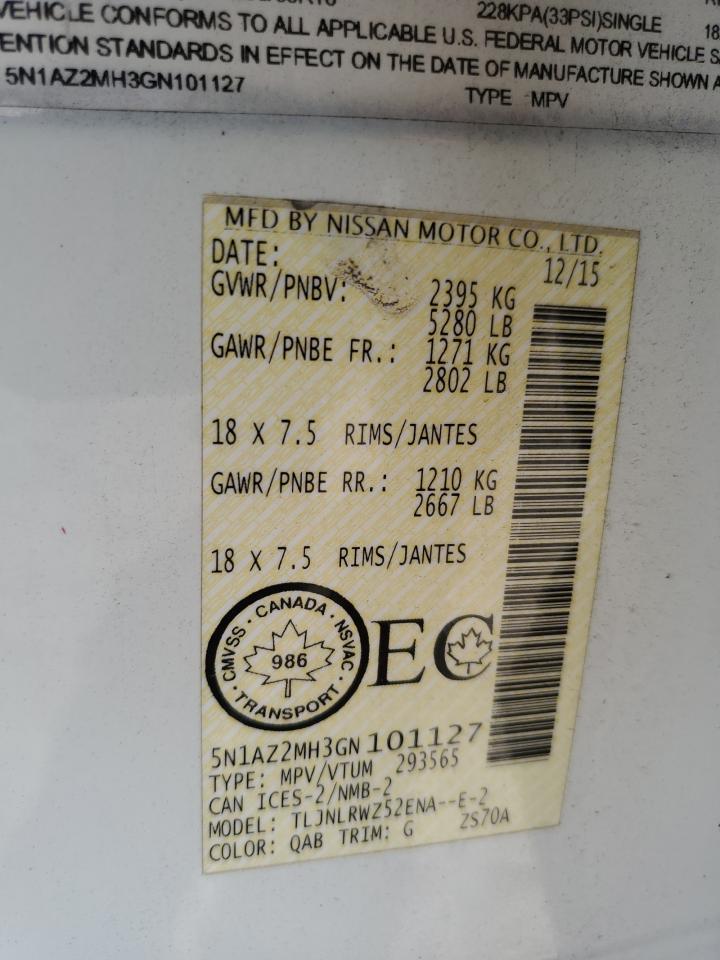 228KPA(33PSI)SINGLE
VEHICLE CONFORMS TO ALL APPLICABLE U.S. FEDERAL MOTOR VEHICLE
ENTION STANDARDS IN EFFECT ON THE DATE OF MANUFACTURE SHOWN A
5N1AZ2MH3GN101127
TYPE MPV
MFD BY NISSAN MOTOR CO., LTD.
DATE: 12/15
GVWR/PNBV: 2395 KG
5280 LB
GAWR/PNBE FR.: 1271 KG
2802 LB
18 X 7.5 RIMS/JANTES
GAWR/PNBE RR.: 1210 KG
2667 LB
18 X 7.5 RIMS/JANTES
CMVSS · CANADA · NSVAC · TRANSPORT ·
986
EC
5N1AZ2MH3GN101127
TYPE: MPV/VTUM 293565
CAN ICES-2/NMB-2
MODEL: TLJNLRWZ52ENA--E-2
COLOR: QAB TRIM: G ZS70A